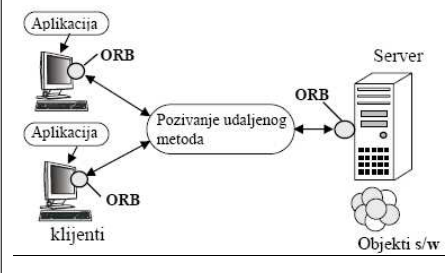 Aplikacija
ORB
Server
ORB
Pozivanje udaljenog
metoda
Aplikacija
ORB
klijenti
Objekti s/w